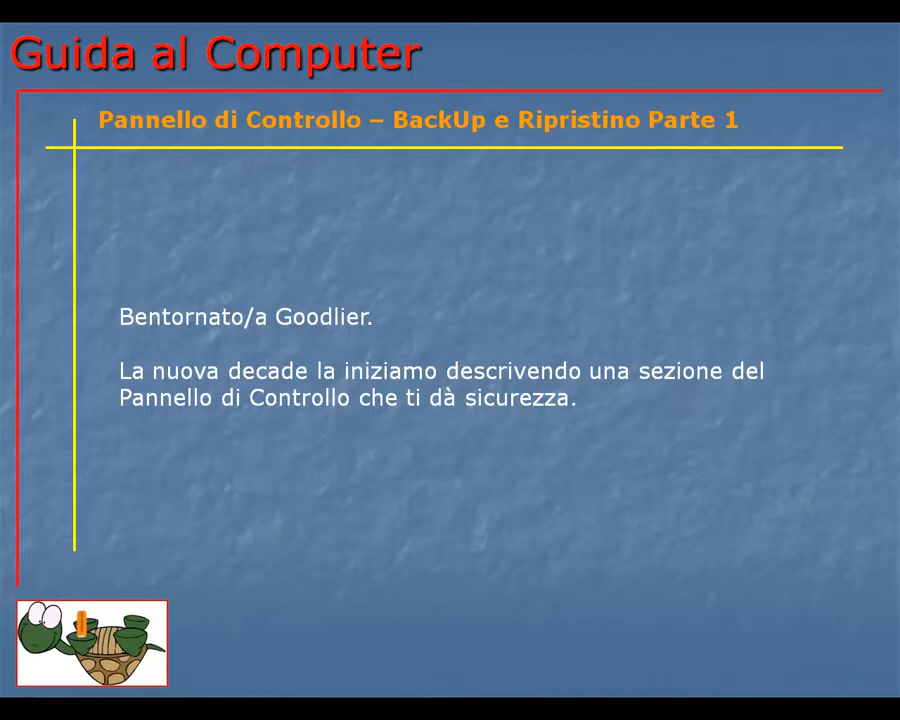 Guida al Computer
Pannello di Controllo – BackUp e Ripristino Parte 1
Bentornato/a Goodlier.
La nuova decade la iniziamo descrivendo una sezione del
Pannello di Controllo che ti dà sicurezza.